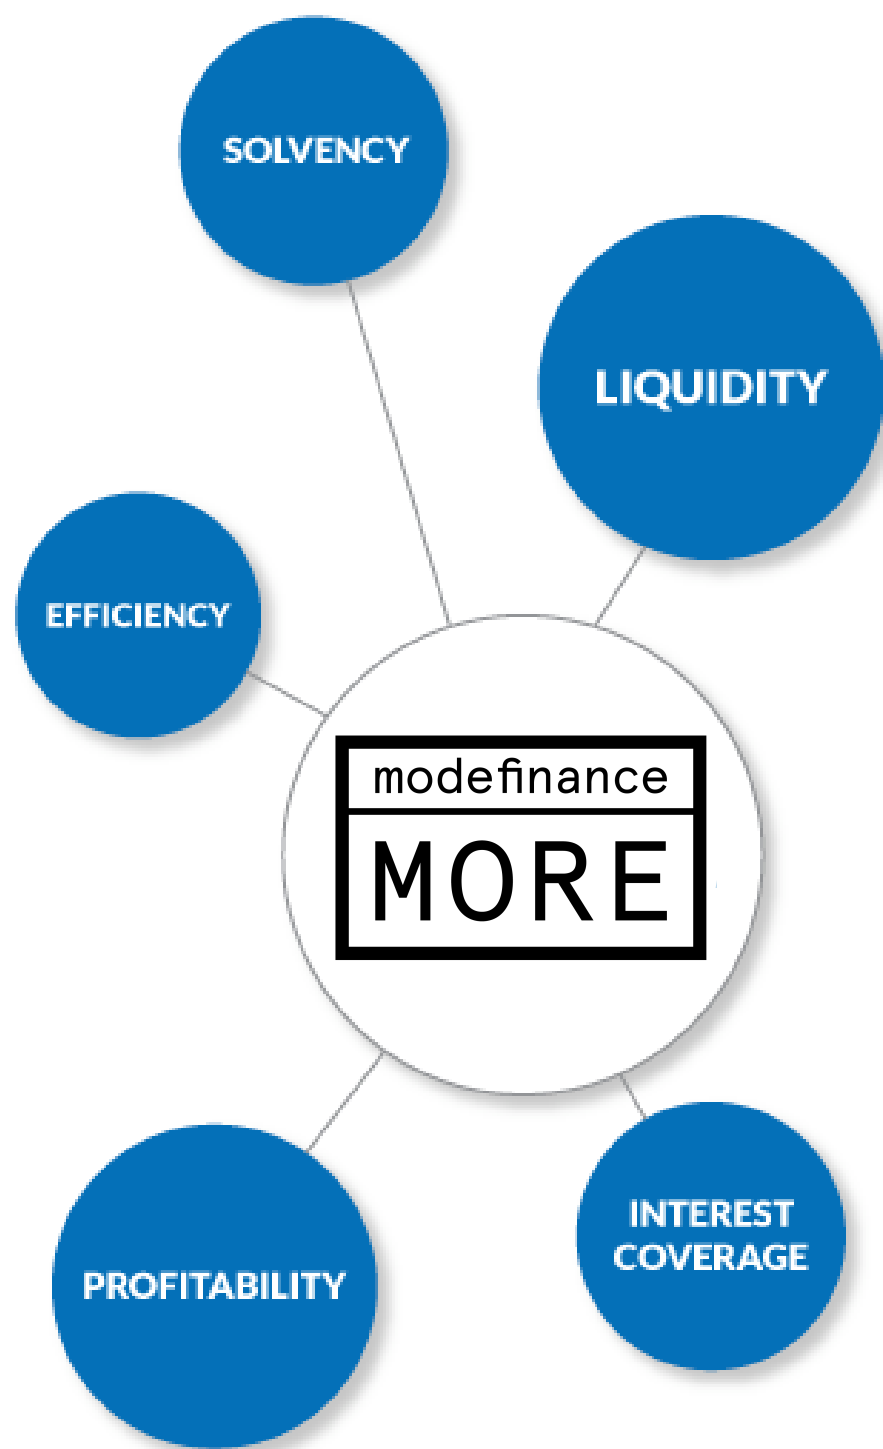 SOLVENCY
LIQUIDITY
EFFICIENCY
modefinance
MORE
INTEREST
COVERAGE
PROFITABILITY